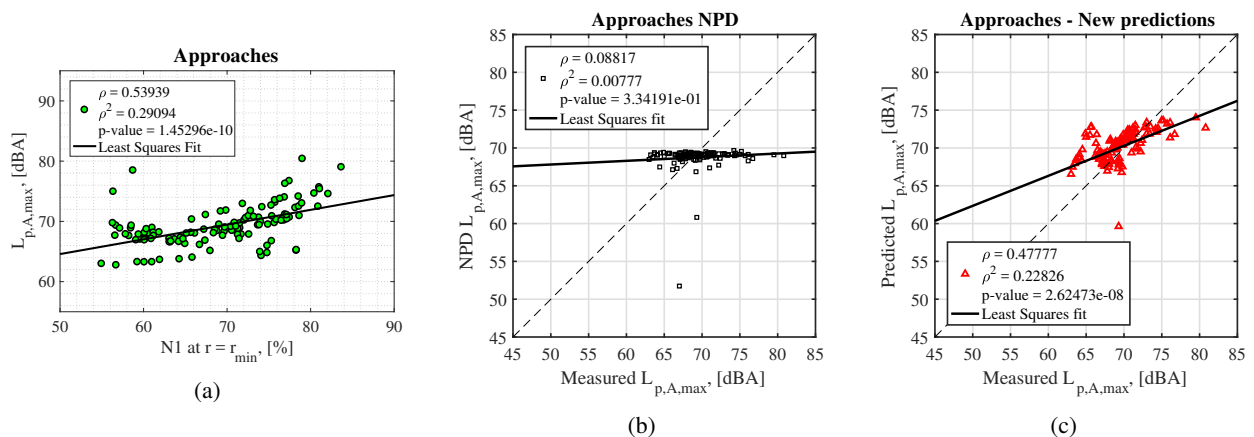 Approaches
ρ = 0.53939
ρ² = 0.29094
p-value = 1.45296e-10
Least Squares Fit
90
80
70
60
L_p,A,max, [dBA]
50 60 70 80 90
N1 at r = r_min, [%]
(a)
Approaches NPD
ρ = 0.08817
ρ² = 0.00777
p-value = 3.34191e-01
Least Squares fit
85
80
75
70
65
60
55
50
45
NPD L_p,A,max, [dBA]
45 50 55 60 65 70 75 80 85
Measured L_p,A,max, [dBA]
(b)
Approaches - New predictions
85
80
75
70
65
60
55
50
45
Predicted L_p,A,max, [dBA]
ρ = 0.47777
ρ² = 0.22826
p-value = 2.62473e-08
Least Squares fit
45 50 55 60 65 70 75 80 85
Measured L_p,A,max, [dBA]
(c)